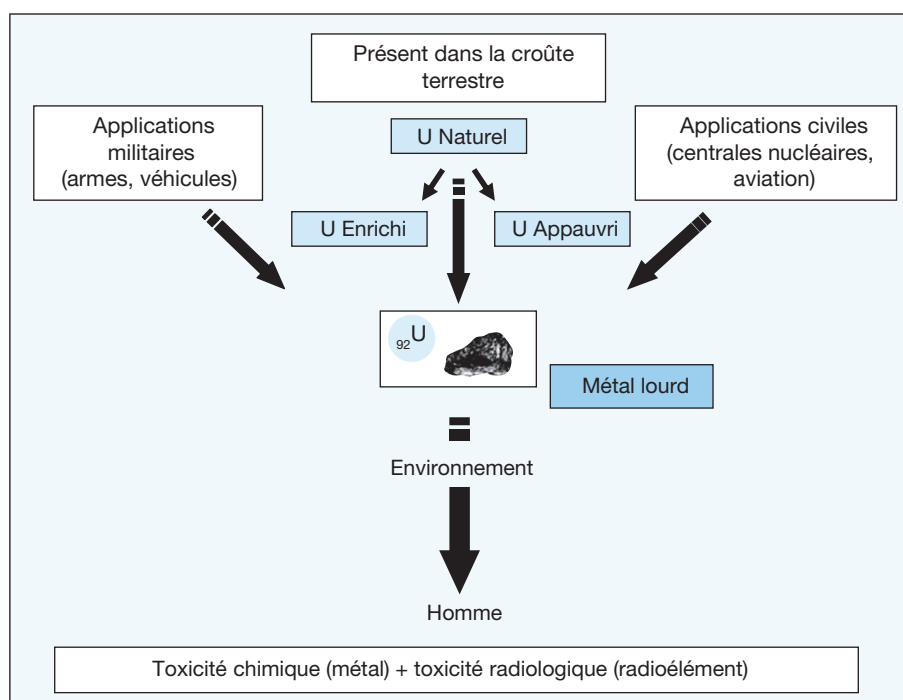 Présent dans la croûte
terrestre
Applications
militaires
(armes, véhicules)
U Naturel
Applications civiles
(centrales nucléaires,
aviation)
U Enrichi
U Appauvri
92U
Métal lourd
Environnement
Homme
Toxicité chimique (métal) + toxicité radiologique (radioélément)